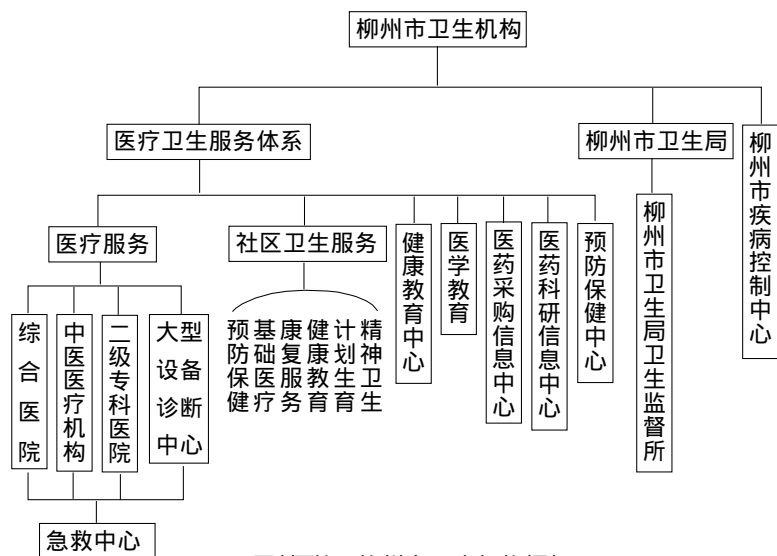 柳州市卫生机构
医疗卫生服务体系
柳州市卫生局
柳州市疾病控制中心
医疗服务
社区卫生服务
健康教育中心
医学教育
医药采购信息中心
医药科研信息中心
预防保健中心
柳州市卫生局卫生监督所
综合医院
中医医疗机构
二级专科医院
大型设备诊断中心
预防保健
基础医疗
康复服务
健康教育
计划生育
精神卫生
急救中心